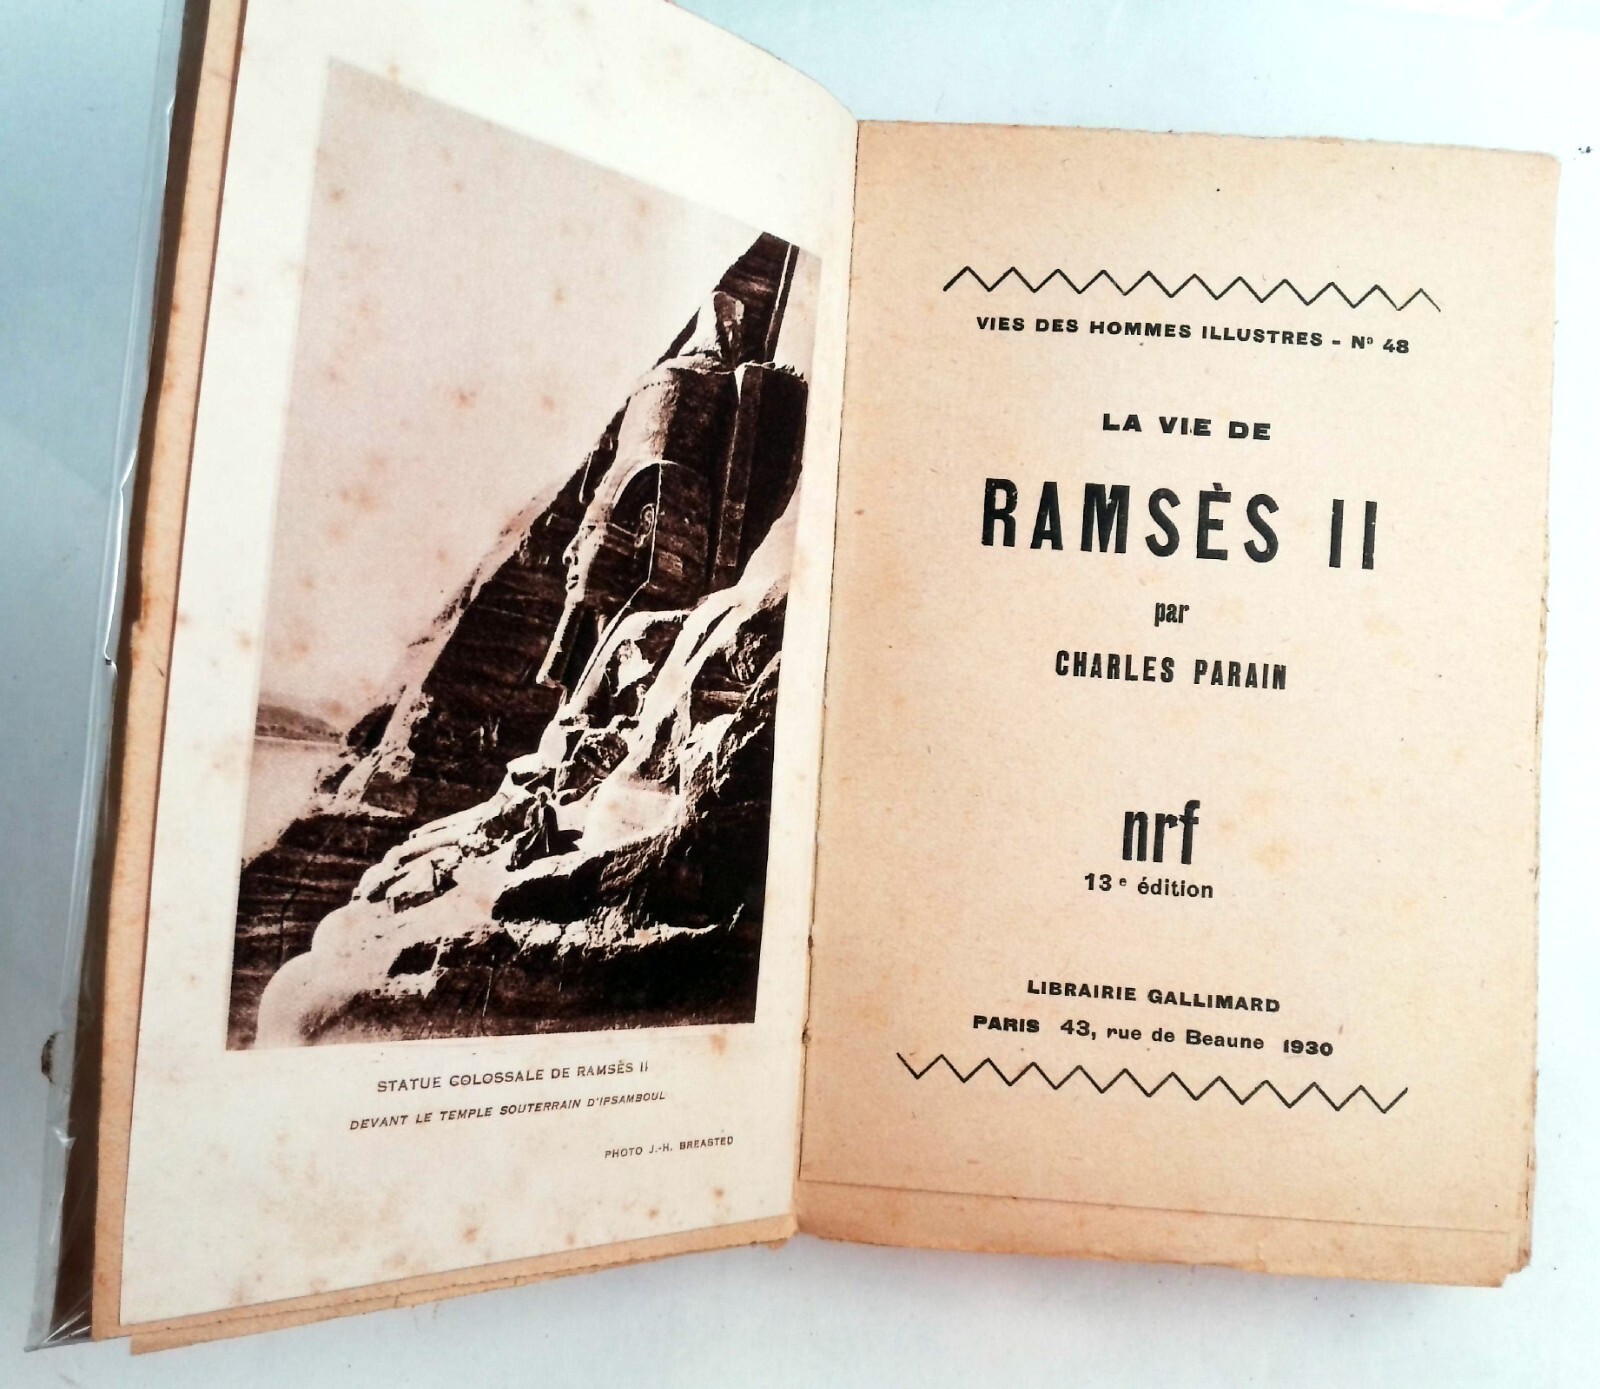 STATUE COLOSSALE DE RAMSÈS II
DEVANT LE TEMPLE SOUTERRAIN D'IPSAMBOUL
PHOTO J.-H. BREASTED
VIES DES HOMMES ILLUSTRES - Nº 48
LA VIE DE
RAMSÈS II
par
CHARLES PARAIN
nrf
13e édition
LIBRAIRIE GALLIMARD
PARIS 43, rue de Beaune 1930